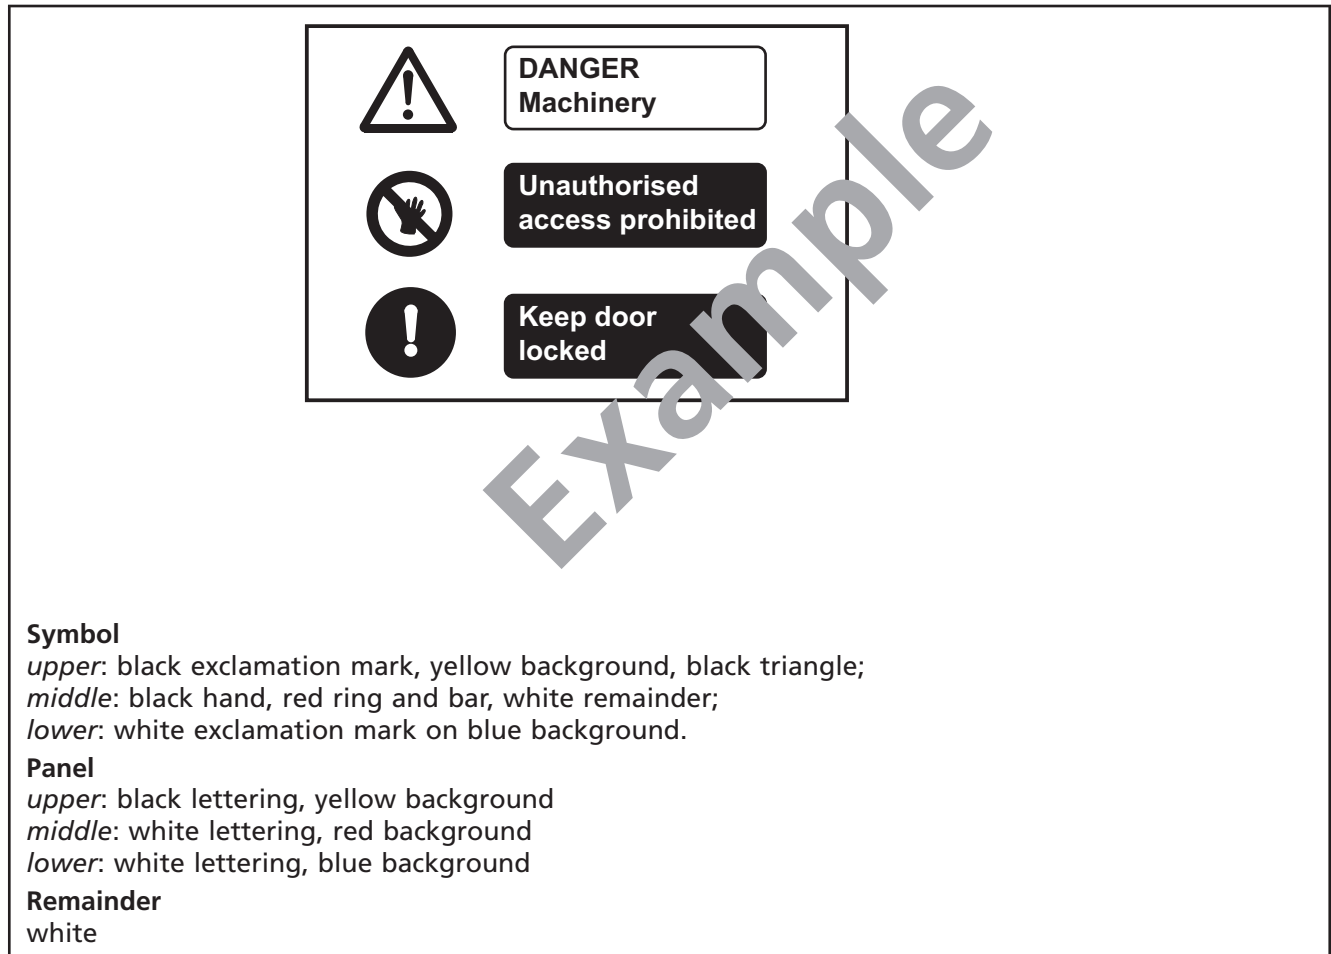 DANGER
Machinery
Unauthorised
access prohibited
Keep door
locked
Example
Symbol
upper: black exclamation mark, yellow background, black triangle;
middle: black hand, red ring and bar, white remainder;
lower: white exclamation mark on blue background.
Panel
upper: black lettering, yellow background
middle: white lettering, red background
lower: white lettering, blue background
Remainder
white